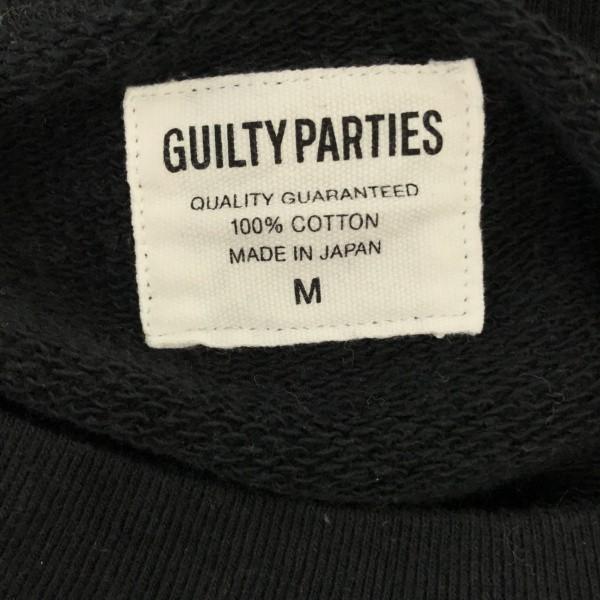 GUILTY PARTIES
QUALITY GUARANTEED
100% COTTON
MADE IN JAPAN
M